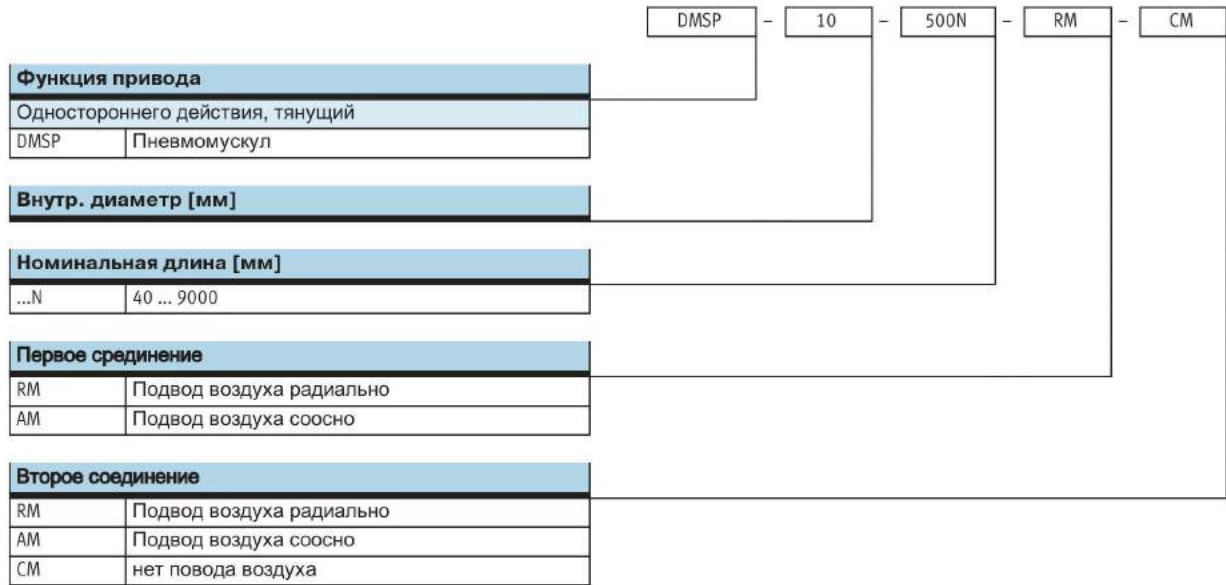 DMSP - 10 - 500N - RM - CM
Функция привода
Одностороннего действия, тянущий
DMSP Пневмомускул
Внутр. диаметр [мм]
Номинальная длина [мм]
...N 40 ... 9000
Первое срединение
RM Подвод воздуха радиально
AM Подвод воздуха соосно
Второе соединение
RM Подвод воздуха радиально
AM Подвод воздуха соосно
CM нет повода воздуха